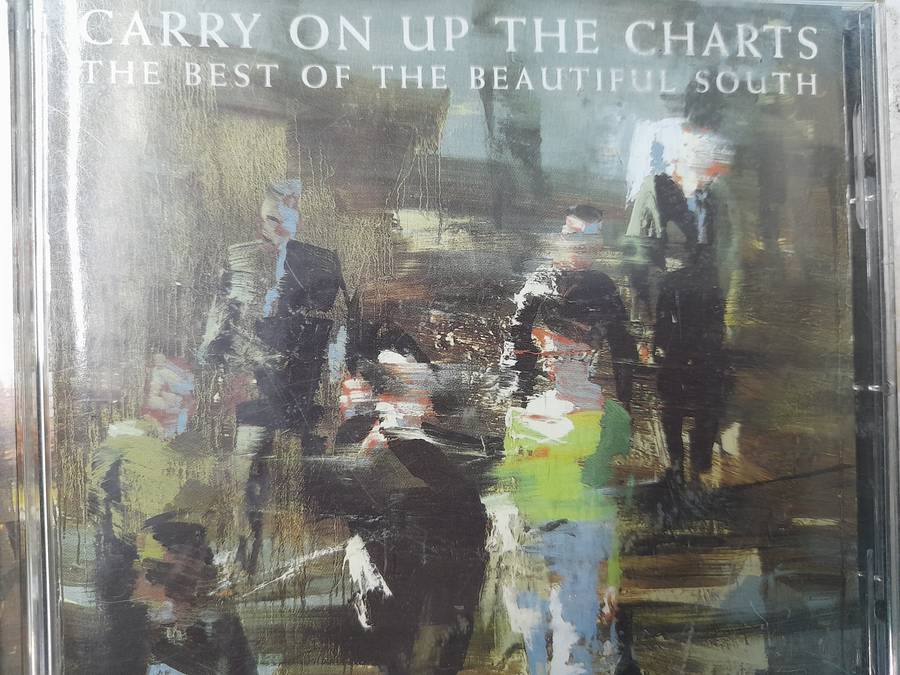 CARRY ON UP THE CHARTS
THE BEST OF THE BEAUTIFUL SOUTH